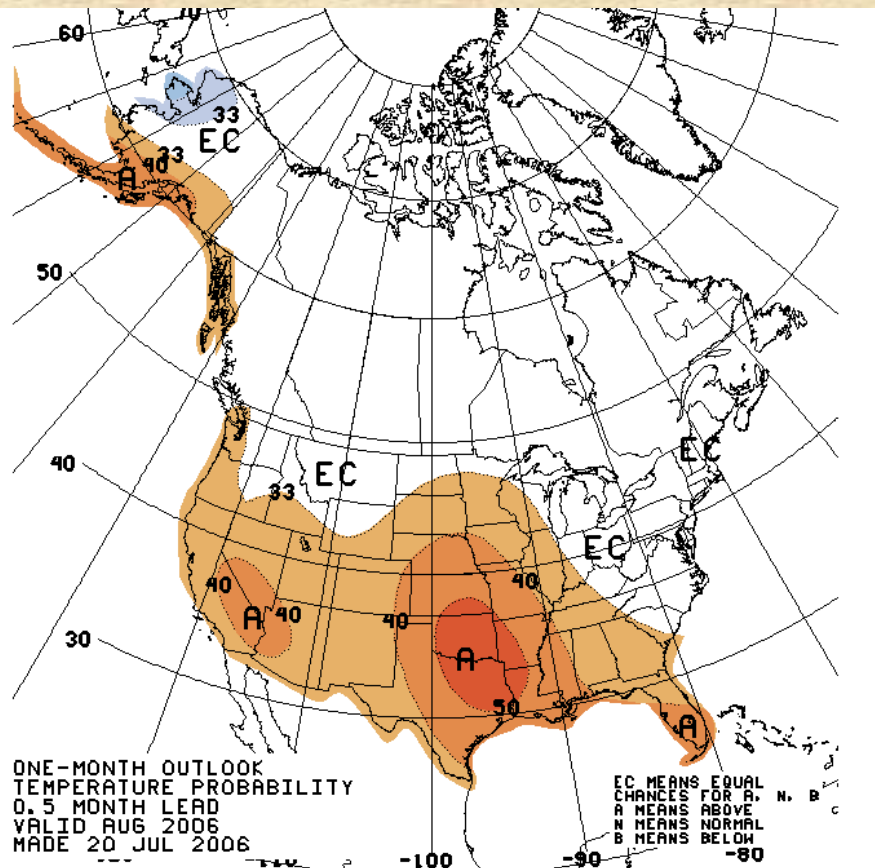 70
60
33
EC
33
40
A
50
EC
EC
40
33
EC
40
40
A
40
40
A
30
50
A
ONE-MONTH OUTLOOK
TEMPERATURE PROBABILITY
0.5 MONTH LEAD
VALID AUG 2006
MADE 20 JUL 2006
EC MEANS EQUAL
CHANCES FOR A, N, B
A MEANS ABOVE
N MEANS NORMAL
B MEANS BELOW
-100
-90
-80